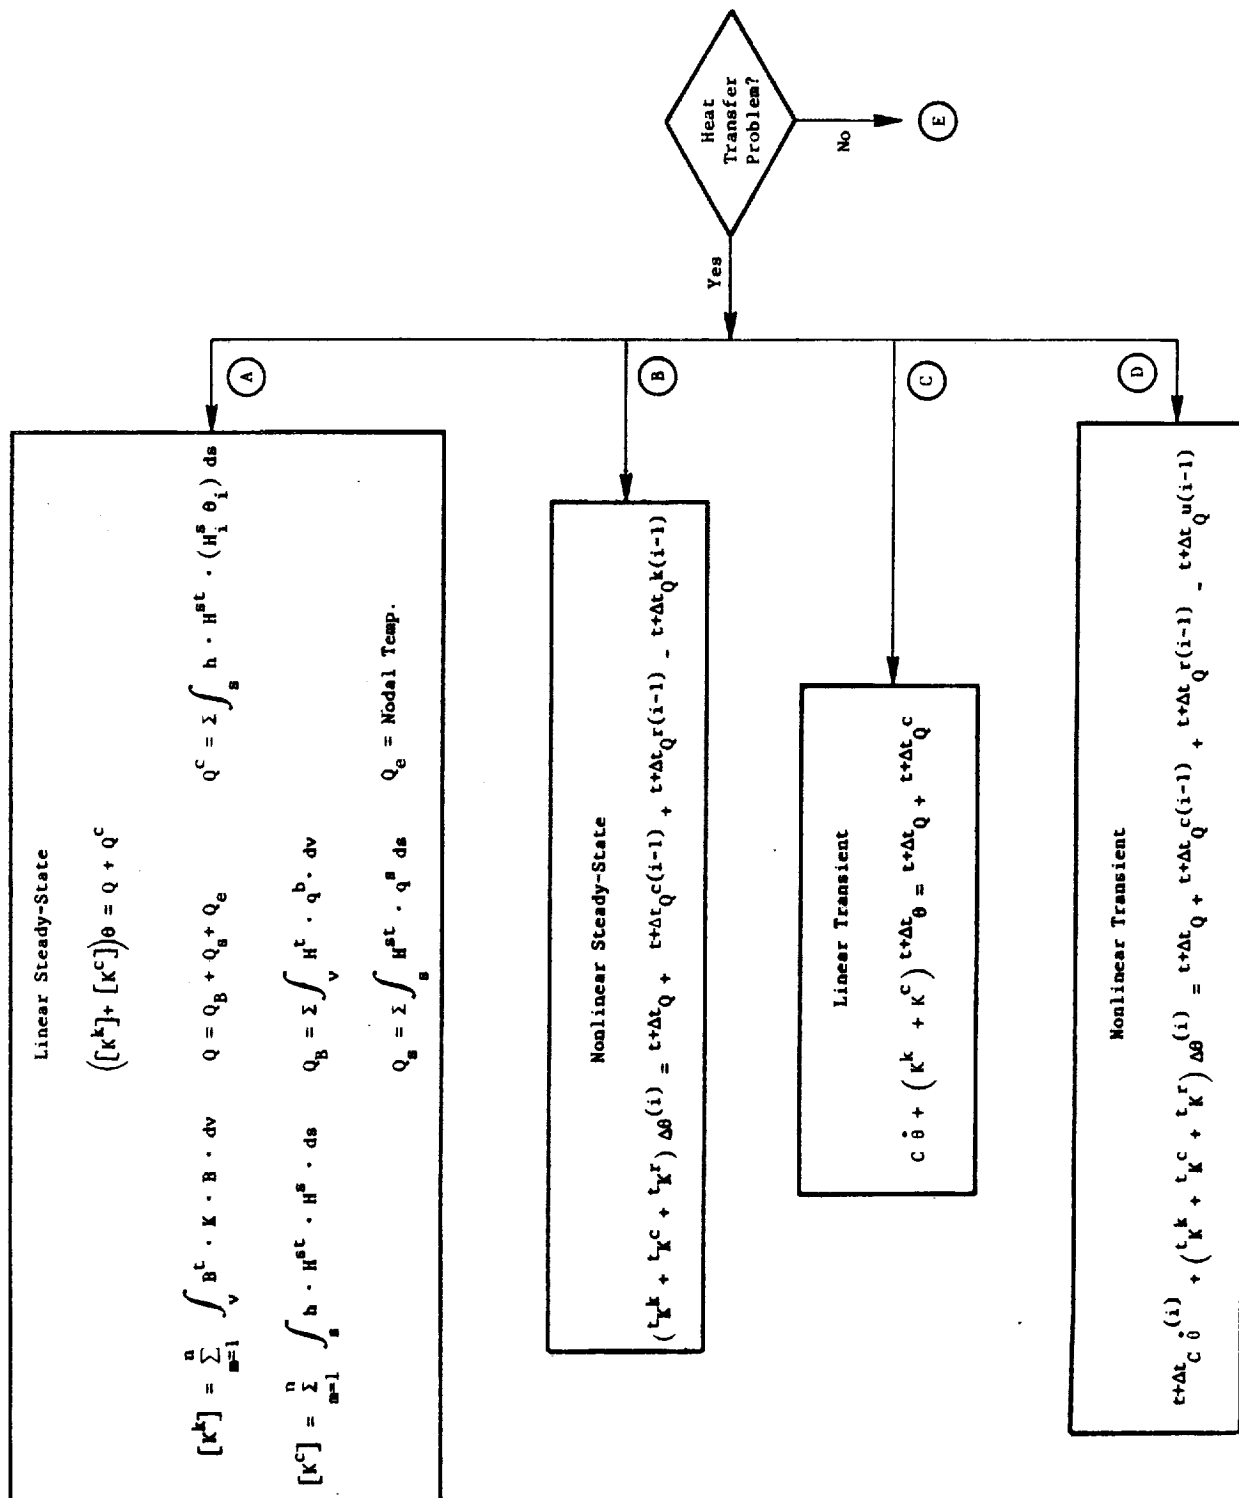 Heat
Transfer
Problem?
No
E
Yes
A
B
C
D
Linear Steady-State
([K^k] + [K^c])θ = Q + Q^c
[K^k] = Σ_{m=1}^{n} ∫_v B^t · K · B · dv
Q = Q_B + Q_s + Q_e
Q^c = Σ ∫_s h · H^{st} · (H_i^s θ_i) ds
[K^c] = Σ_{m=1}^{n} ∫_s h · H^{st} · H^s · ds
Q_B = Σ ∫_v H^t · q^b · dv
Q_s = Σ ∫_s H^{st} · q^s ds
Q_e = Nodal Temp.
Nonlinear Steady-State
(^tK^k + ^tK^c + ^tK^r) Δθ^(i) = ^{t+Δt}Q + ^{t+Δt}Q^{c(i-1)} + ^{t+Δt}Q^{r(i-1)} - ^{t+Δt}Q^{k(i-1)}
Linear Transient
C θ̇ + (K^k + K^c) ^{t+Δt}θ = ^{t+Δt}Q + ^{t+Δt}Q^c
Nonlinear Transient
^{t+Δt}C θ̇^(i) + (^tK^k + ^tK^c + ^tK^r) Δθ^(i) = ^{t+Δt}Q + ^{t+Δt}Q^{c(i-1)} + ^{t+Δt}Q^{r(i-1)} - ^{t+Δt}Q^{u(i-1)}